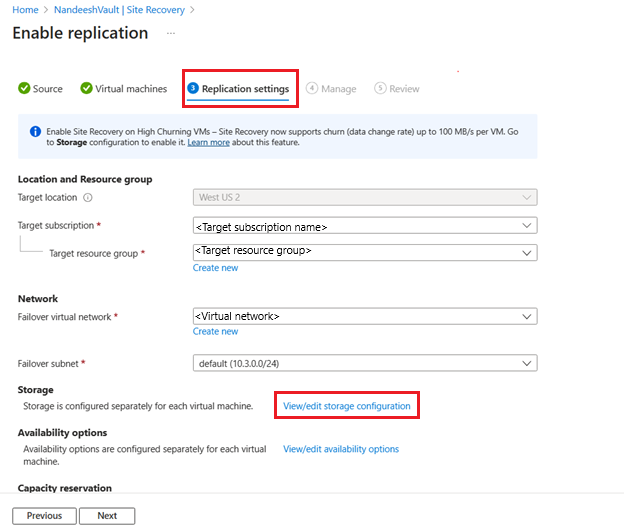 Home > NandeeshVault | Site Recovery >
Enable replication ...
Source Virtual machines 3 Replication settings 4 Manage 5 Review
Enable Site Recovery on High Churning VMs – Site Recovery now supports churn (data change rate) up to 100 MB/s per VM. Go
to Storage configuration to enable it. Learn more about this feature.
Location and Resource group
Target location West US 2
Target subscription * <Target subscription name>
Target resource group * <Target resource group>
Create new
Network
Failover virtual network * <Virtual network>
Create new
Failover subnet * default (10.3.0.0/24)
Storage
Storage is configured separately for each virtual machine. View/edit storage configuration
Availability options
Availability options are configured separately for each virtual View/edit availability options
machine.
Capacity reservation
Previous Next